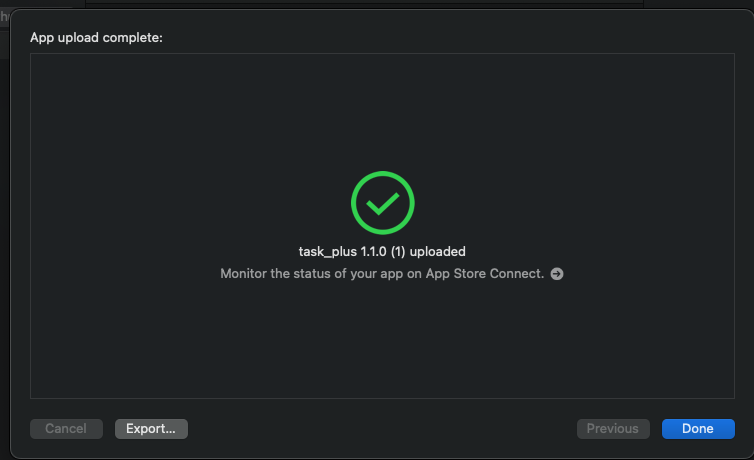 App upload complete:
task_plus 1.1.0 (1) uploaded
Monitor the status of your app on App Store Connect.
Cancel
Export...
Previous
Done